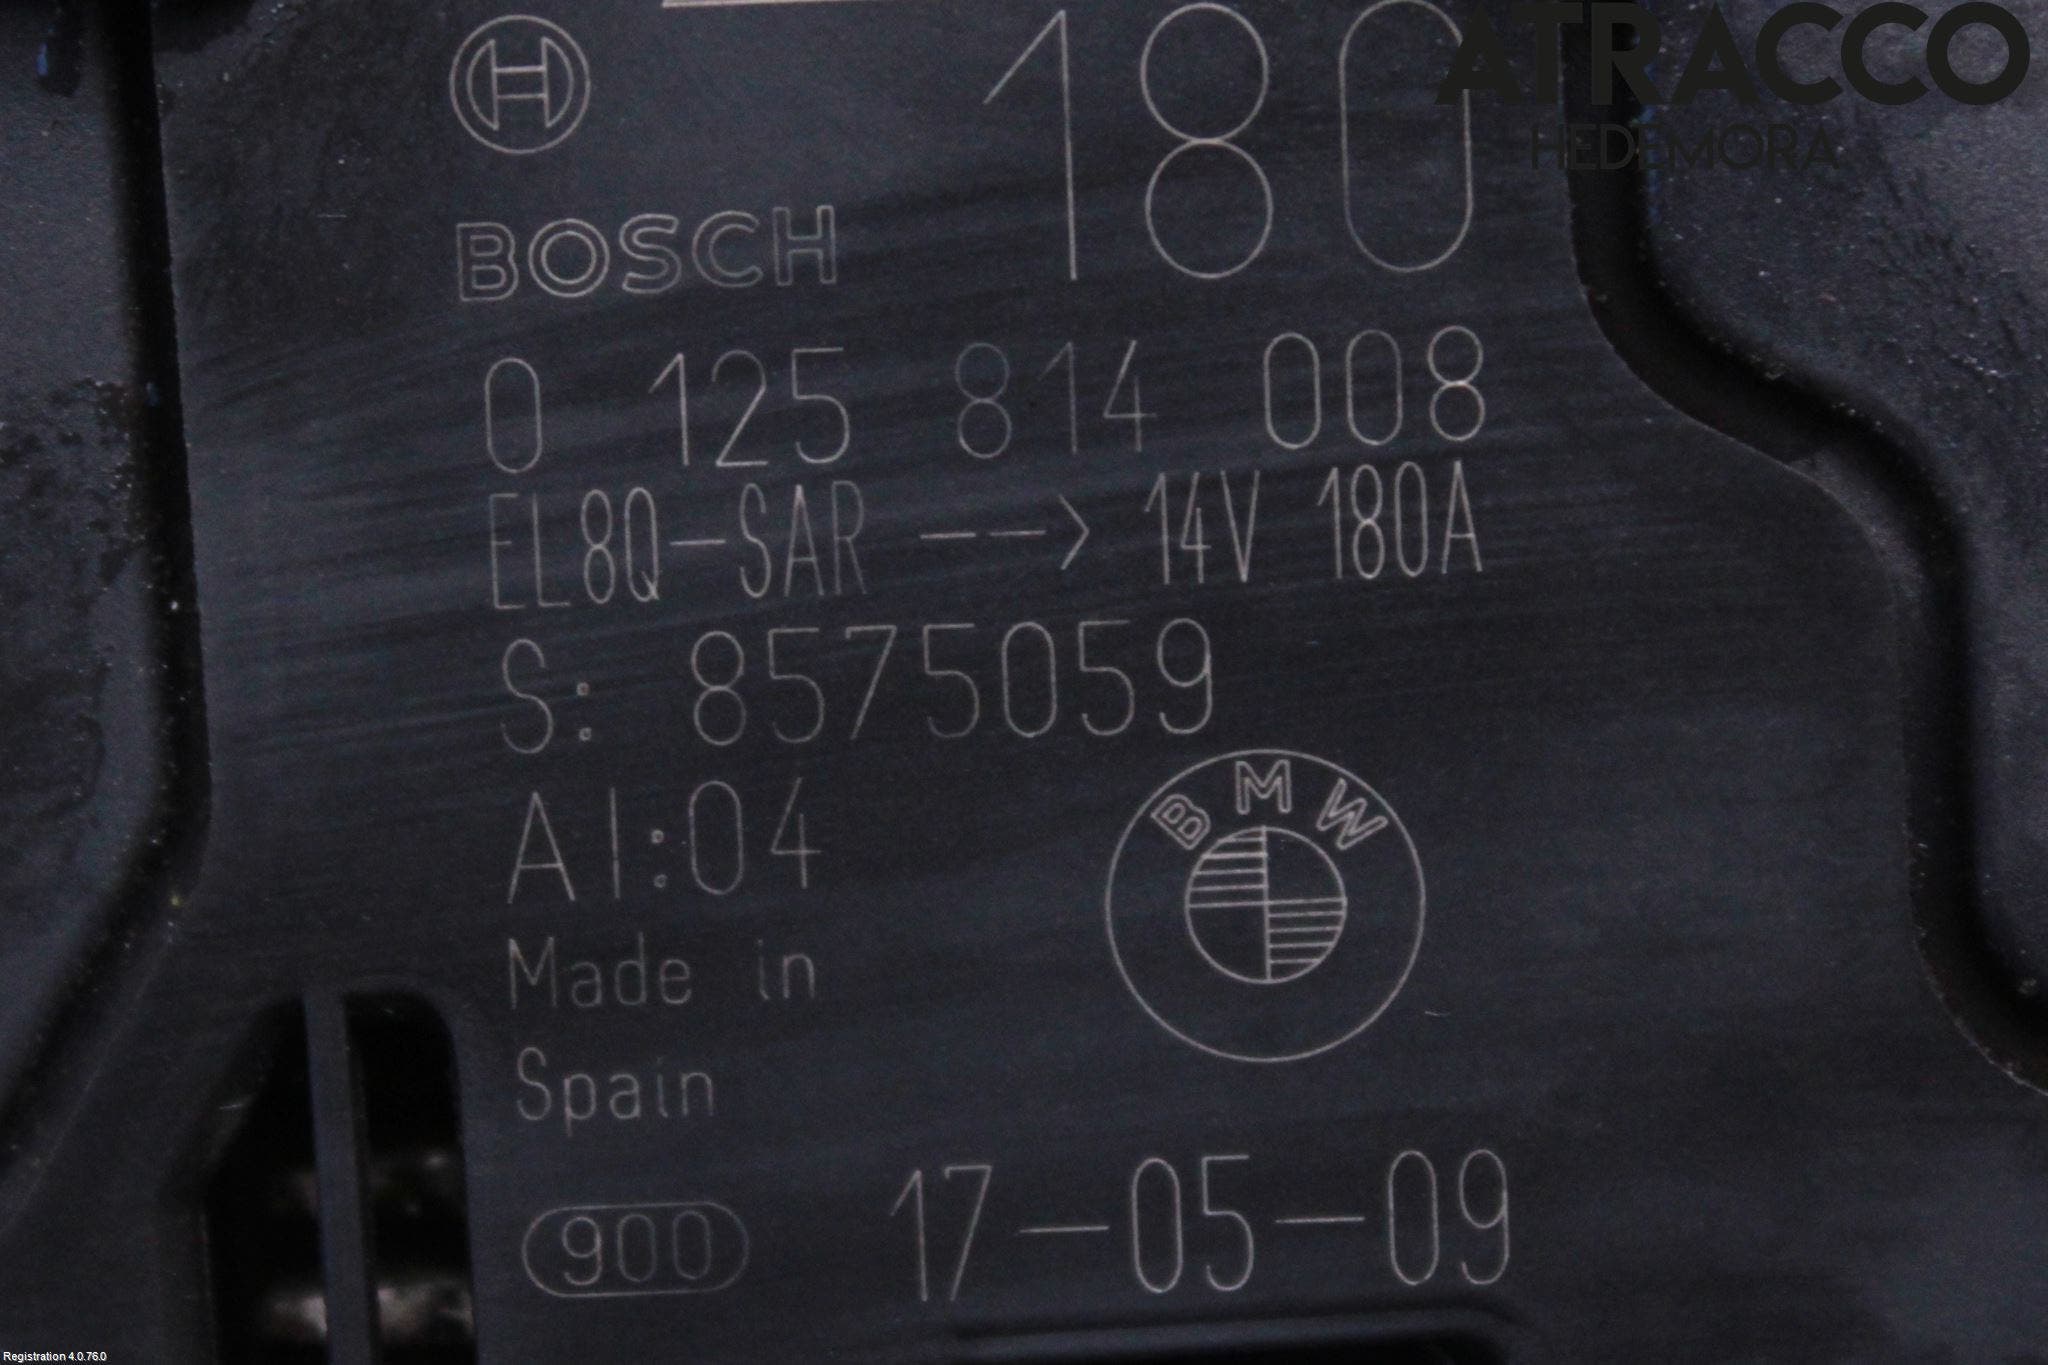 180
ATRACCO
HEDEMORA
BOSCH
0 125 814 008
EL8Q-SAR --> 14V 180A
S: 8575059
AI:04
BMW
Made in
Spain
900 17-05-09
Registration 4.0.76.0